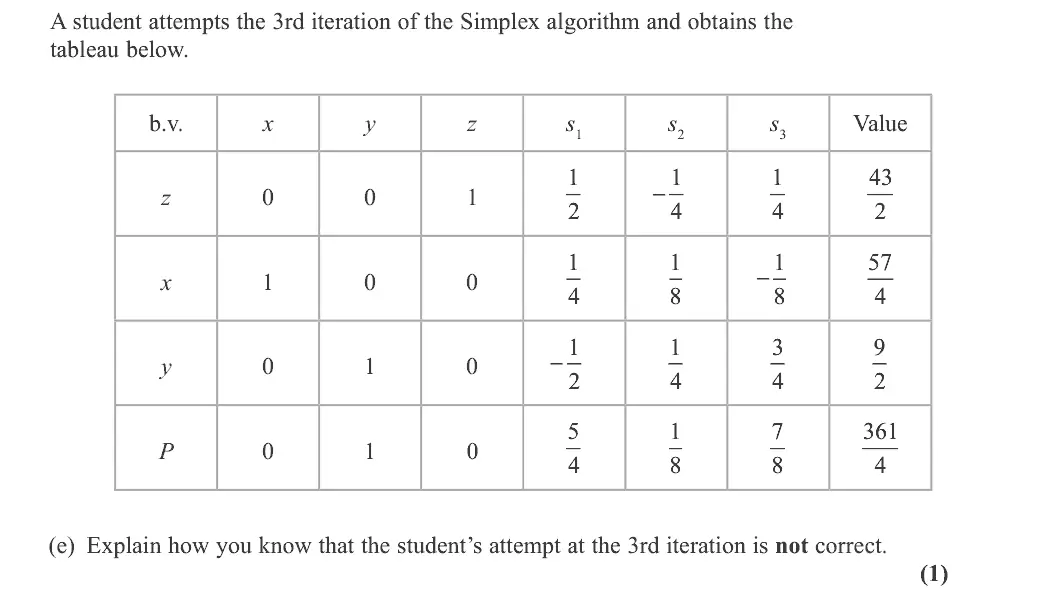 A student attempts the 3rd iteration of the Simplex algorithm and obtains the
tableau below.
b.v. x y z s₁ s₂ s₃ Value
z 0 0 1 1/2 -1/4 1/4 43/2
x 1 0 0 1/4 1/8 -1/8 57/4
y 0 1 0 -1/2 1/4 3/4 9/2
P 0 1 0 5/4 1/8 7/8 361/4
(e) Explain how you know that the student's attempt at the 3rd iteration is not correct.
(1)